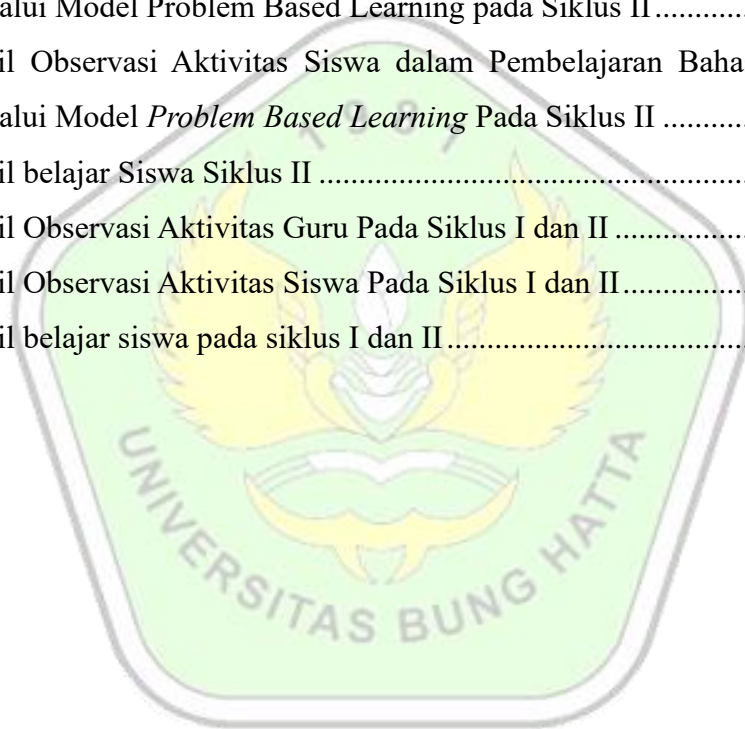 alui Model Problem Based Learning pada Siklus II...............
il Observasi Aktivitas Siswa dalam Pembelajaran Baha
alui Model Problem Based Learning Pada Siklus II ............
il belajar Siswa Siklus II ......................................................
il Observasi Aktivitas Guru Pada Siklus I dan II .................
il Observasi Aktivitas Siswa Pada Siklus I dan II................
il belajar siswa pada siklus I dan II......................................
1981
UNIVERSITAS BUNG HATTA